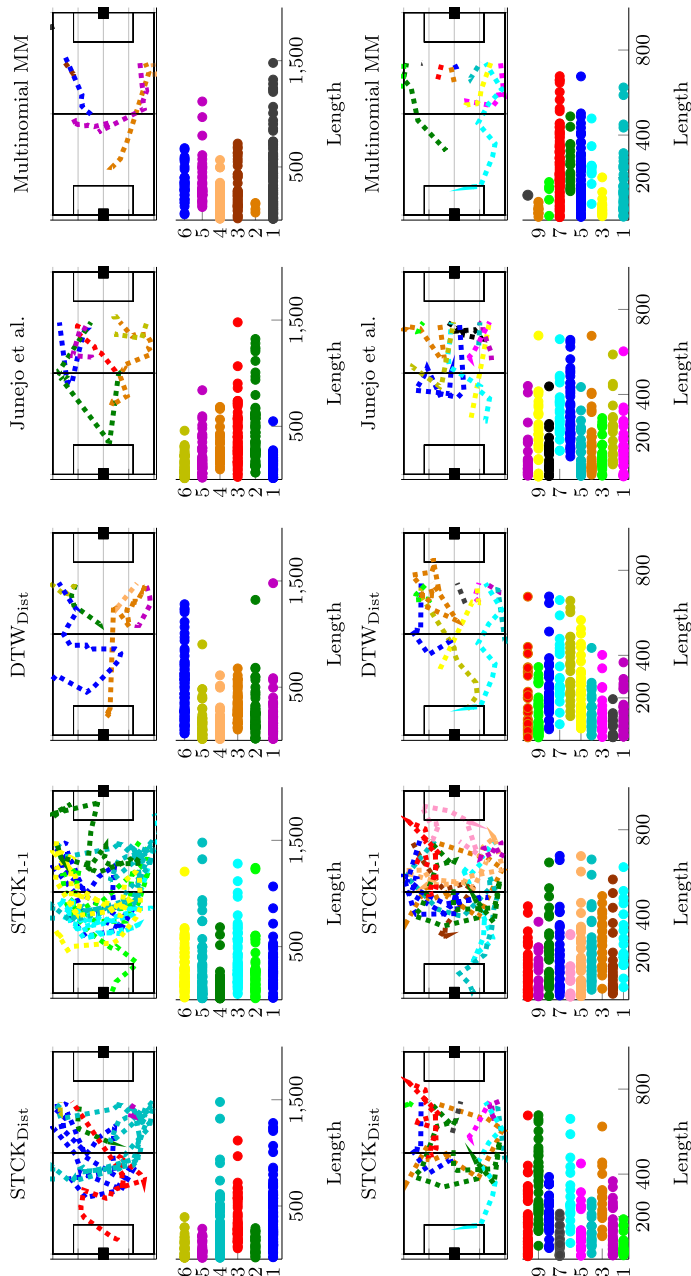 STCK_Dist STCK_1-1 DTW_Dist Junejo et al. Multinomial MM
6 6 6 6 6
5 5 5 5 5
4 4 4 4 4
3 3 3 3 3
2 2 2 2 2
1 1 1 1 1
500 1,500 500 1,500 500 1,500 500 1,500 500 1,500
Length Length Length Length Length
STCK_Dist STCK_1-1 DTW_Dist Junejo et al. Multinomial MM
9 9 9 9 9
7 7 7 7 7
5 5 5 5 5
3 3 3 3 3
1 1 1 1 1
200 400 800 200 400 800 200 400 800 200 400 800 200 400 800
Length Length Length Length Length